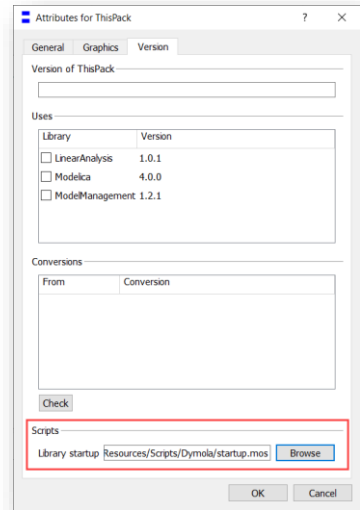 Attributes for ThisPack ? ×
General Graphics Version
Version of ThisPack
Uses
Library Version
LinearAnalysis 1.0.1
Modelica 4.0.0
ModelManagement 1.2.1
Conversions
From Conversion
Check
Scripts
Library startup Resources/Scripts/Dymola/startup.mos Browse
OK Cancel